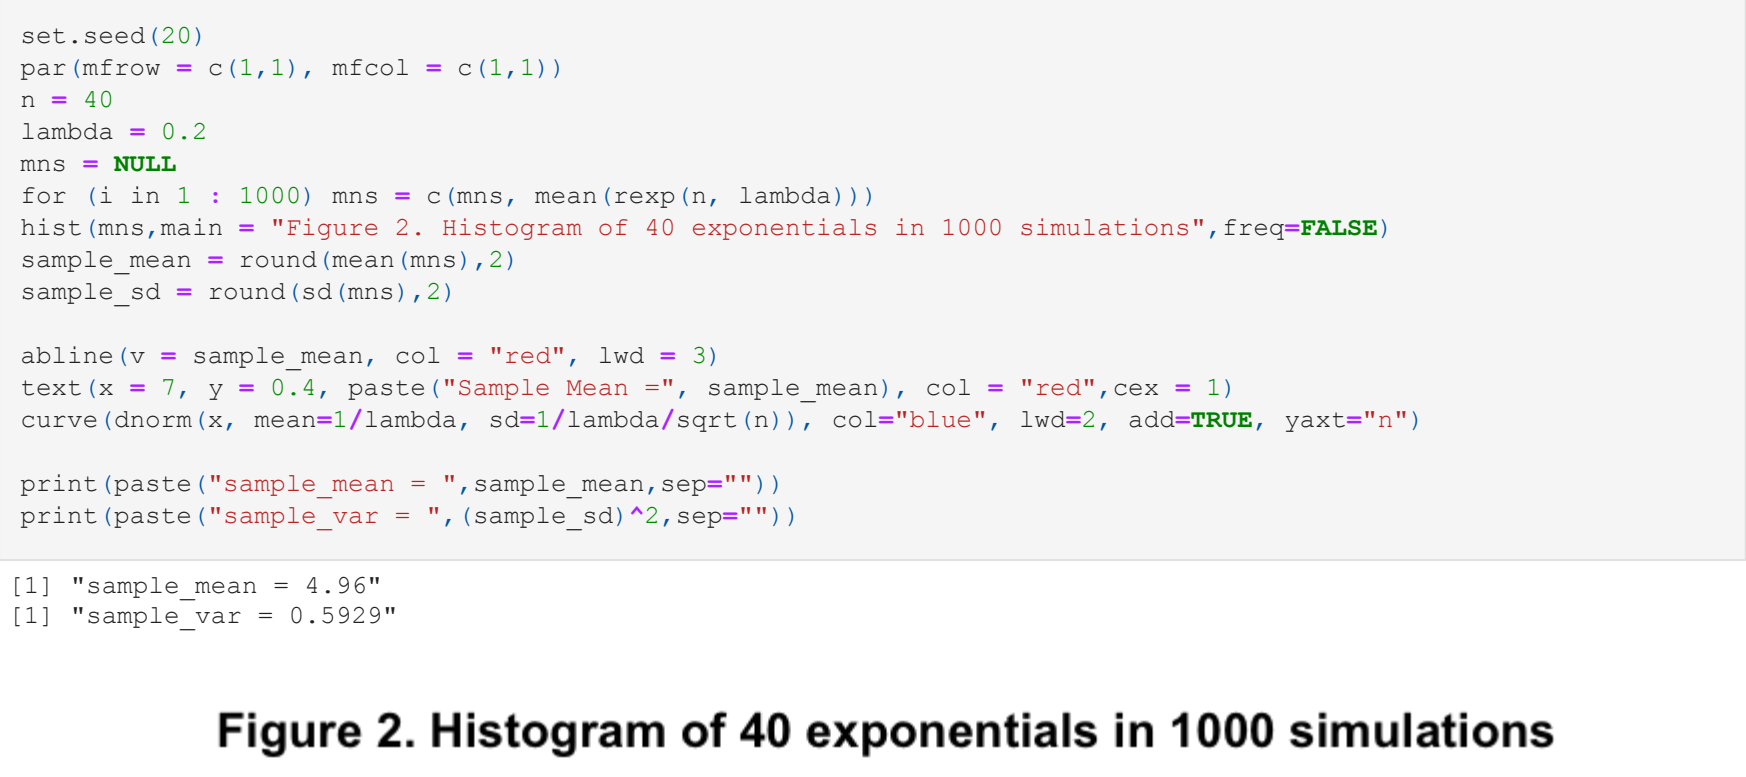 set.seed(20)
par(mfrow = c(1,1), mfcol = c(1,1))
n = 40
lambda = 0.2
mns = NULL
for (i in 1 : 1000) mns = c(mns, mean(rexp(n, lambda)))
hist(mns,main = "Figure 2. Histogram of 40 exponentials in 1000 simulations",freq=FALSE)
sample_mean = round(mean(mns),2)
sample_sd = round(sd(mns),2)
abline(v = sample_mean, col = "red", lwd = 3)
text(x = 7, y = 0.4, paste("Sample Mean =", sample_mean), col = "red",cex = 1)
curve(dnorm(x, mean=1/lambda, sd=1/lambda/sqrt(n)), col="blue", lwd=2, add=TRUE, yaxt="n")
print(paste("sample_mean = ",sample_mean,sep=""))
print(paste("sample_var = ",(sample_sd)^2,sep=""))
[1] "sample_mean = 4.96"
[1] "sample_var = 0.5929"
Figure 2. Histogram of 40 exponentials in 1000 simulations